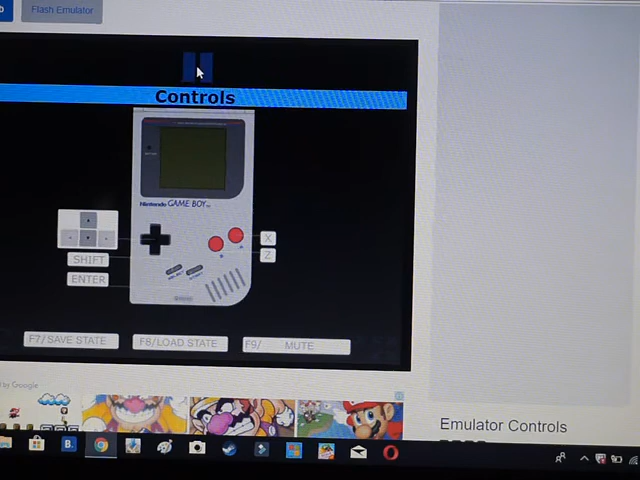 Flash Emulator
Controls
Nintendo GAME BOY
X
Z
SHIFT
ENTER
F7/SAVE STATE
F8/LOAD STATE
F9/ MUTE
by Google
Emulator Controls
B.